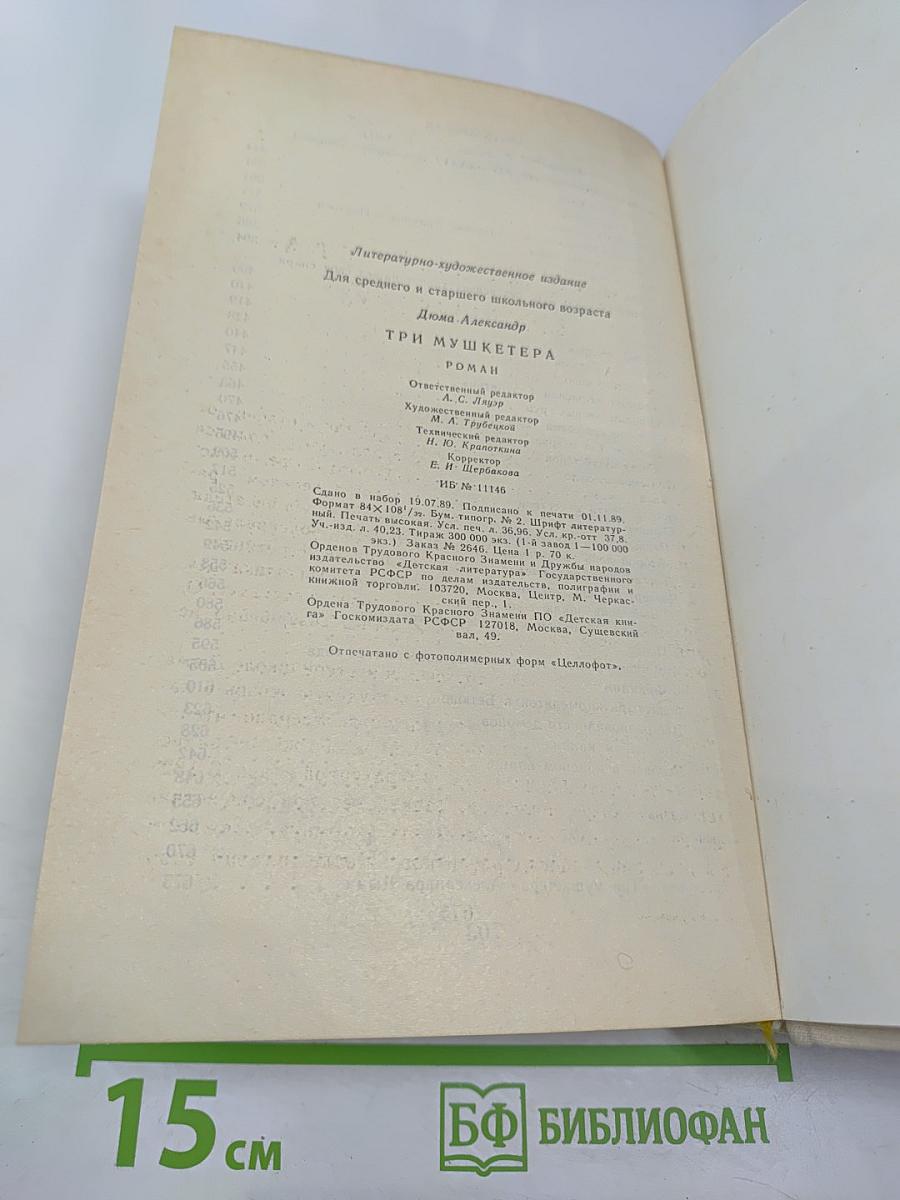 Литературно-художественное издание
Для среднего и старшего школьного возраста
Дюма Александр
ТРИ МУШКЕТЕРА
РОМАН
Ответственный редактор
А. С. Ляуэр
Художественный редактор
М. А. Трубецкой
Технический редактор
Н. Ю. Крапоткина
Корректор
Е. И. Щербакова
ИБ № 11146
Сдано в набор 19.07.89. Подписано к печати 01.11.89.
Формат 84×108¹/₃₂. Бум. типогр. № 2. Шрифт литератур-
ный. Печать высокая. Усл. печ. л. 36,96. Усл. кр.-отт 37,8.
Уч.-изд. л. 40,23. Тираж 300 000 экз. (1-й завод 1—100 000
экз.) Заказ № 2646. Цена 1 р. 70 к.
Орденов Трудового Красного Знамени и Дружбы народов
издательство «Детская литература» Государственного
комитета РСФСР по делам издательств, полиграфии и
книжной торговли. 103720, Москва, Центр, М. Черкас-
ский пер., 1.
Ордена Трудового Красного Знамени ПО «Детская кни-
га» Госкомиздата РСФСР 127018, Москва, Сущевский
вал, 49.
Отпечатано с фотополимерных форм «Целлофот».
15 см
БФ БИБЛИОФАН